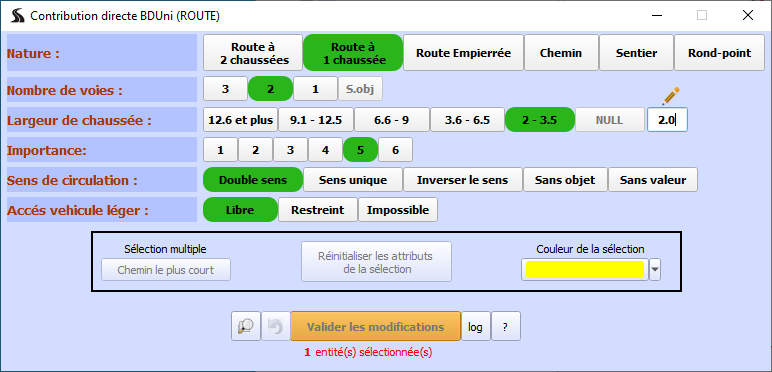 Contribution directe BDUni (ROUTE)
Nature :
Route à
2 chaussées
Route à
1 chaussée
Route Empierrée
Chemin
Sentier
Rond-point
Nombre de voies :
3
2
1
S.obj
Largeur de chaussée :
12.6 et plus
9.1 - 12.5
6.6 - 9
3.6 - 6.5
2 - 3.5
NULL
2.0
Importance:
1
2
3
4
5
6
Sens de circulation :
Double sens
Sens unique
Inverser le sens
Sans objet
Sans valeur
Accés vehicule léger :
Libre
Restreint
Impossible
Sélection multiple
Chemin le plus court
Réinitialiser les attributs
de la sélection
Couleur de la sélection
Valider les modifications
log
?
1 entité(s) sélectionnée(s)